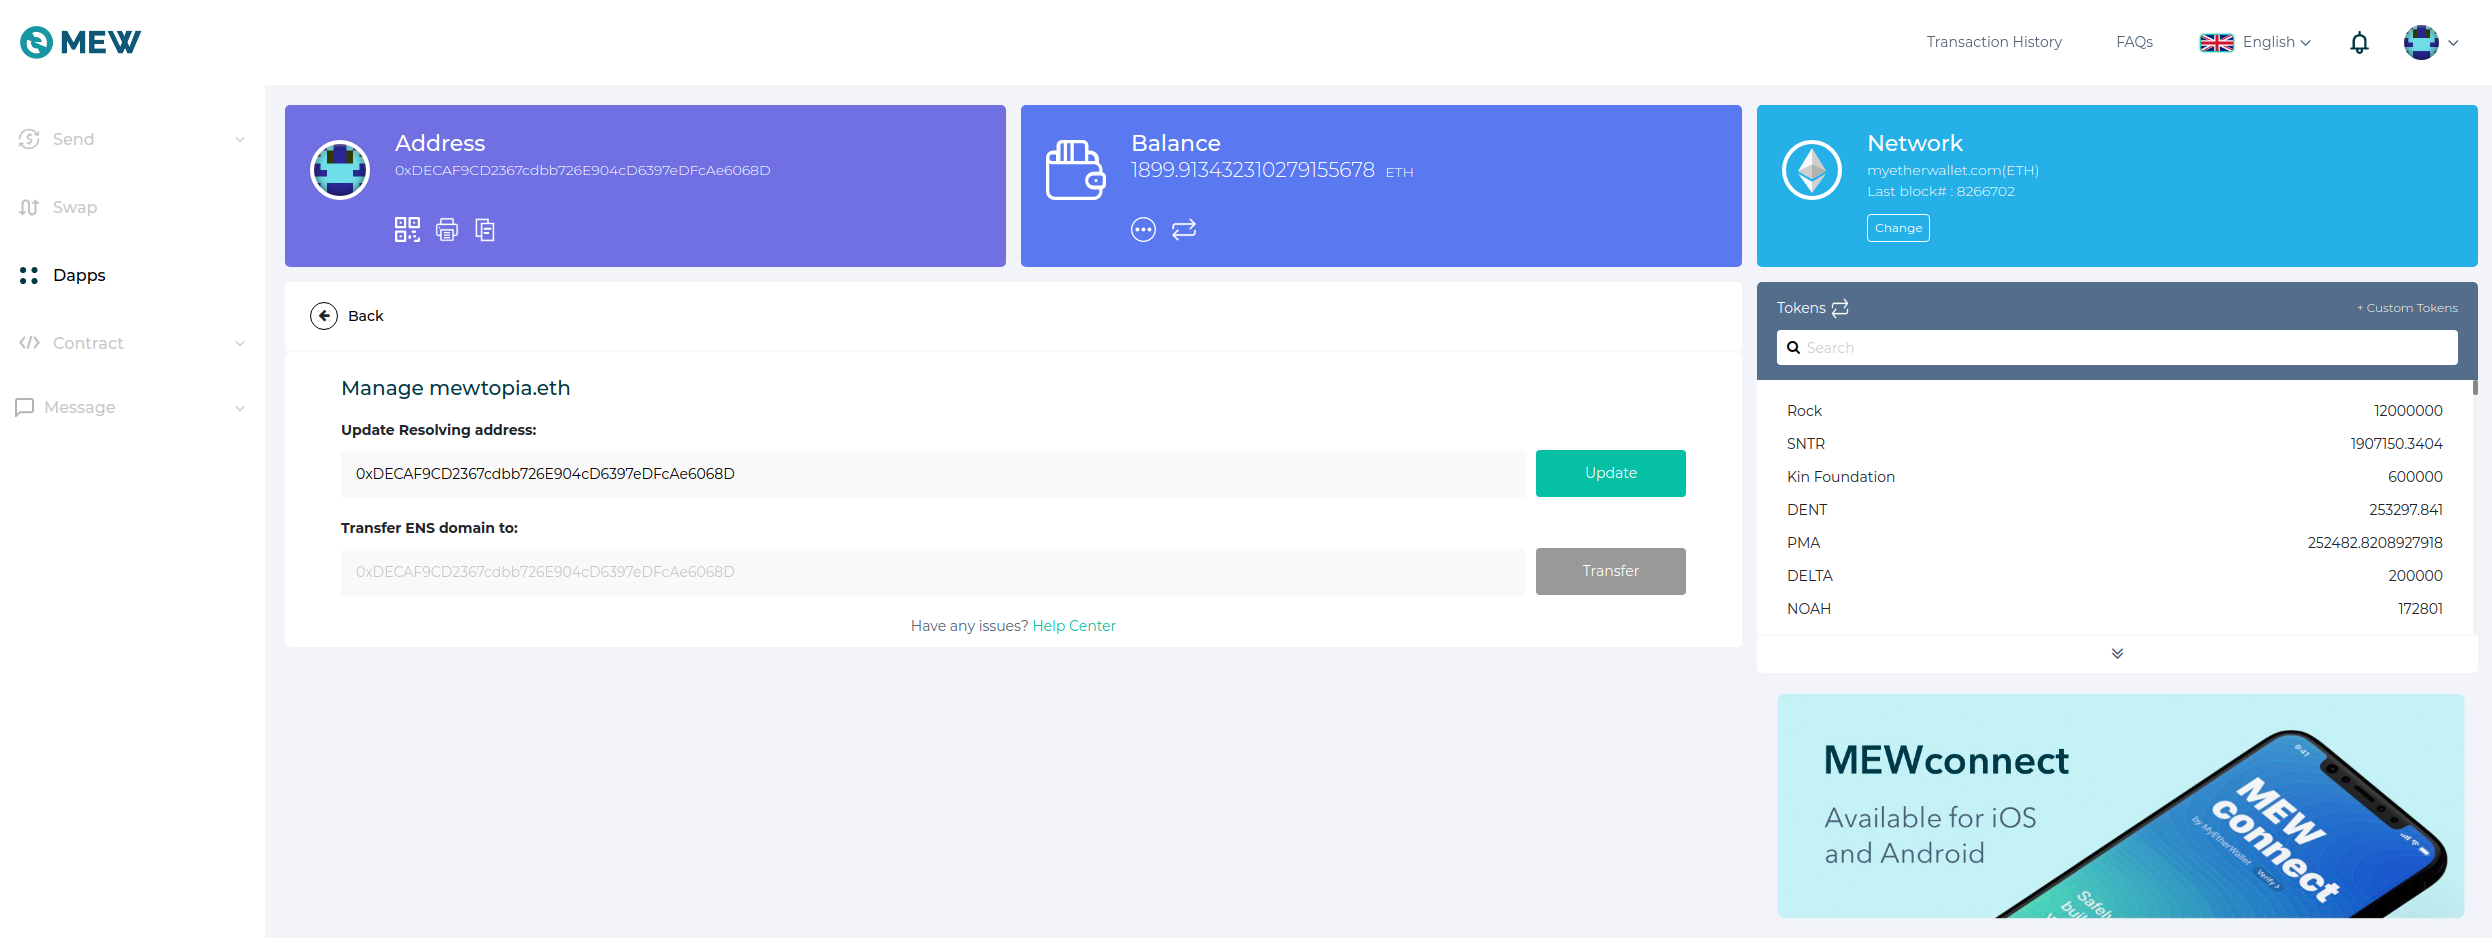 MEW
Transaction History
FAQs
English
Send
Swap
Dapps
Contract
Message
Address
0xDECAF9CD2367cdbb726E904cD6397eDFcAe6068D
Balance
1899.913432310279155678 ETH
Network
myetherwallet.com(ETH)
Last block# : 8266702
Change
Back
Manage mewtopia.eth
Update Resolving address:
0xDECAF9CD2367cdbb726E904cD6397eDFcAe6068D
Update
Transfer ENS domain to:
0xDECAF9CD2367cdbb726E904cD6397eDFcAe6068D
Transfer
Have any issues? Help Center
Tokens
+ Custom Tokens
Search
Rock 12000000
SNTR 1907150.3404
Kin Foundation 600000
DENT 253297.841
PMA 252482.8208927918
DELTA 200000
NOAH 172801
MEWconnect
Available for iOS
and Android
9:41
MEW
connect
by MyEtherWallet
Verify >
Safely